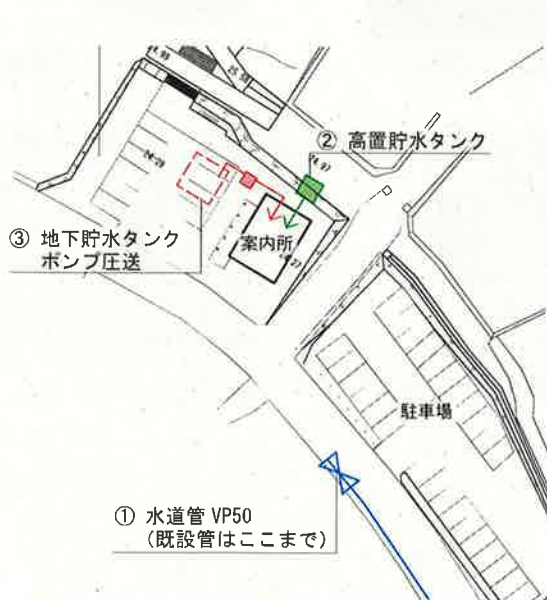 ② 高置貯水タンク
案内所
③ 地下貯水タンク
ポンプ圧送
駐車場
① 水道管 VP50
(既設管はここまで)